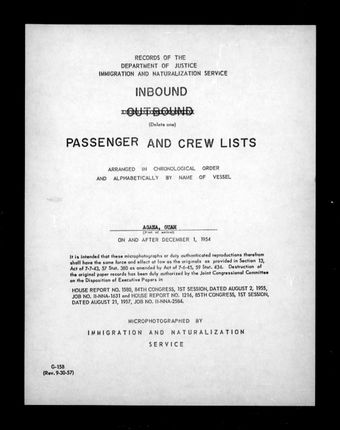 RECORDS OF THE
DEPARTMENT OF JUSTICE
IMMIGRATION AND NATURALIZATION SERVICE
INBOUND
OUTBOUND
(Delete one)
PASSENGER AND CREW LISTS
ARRANGED IN CHRONOLOGICAL ORDER
AND ALPHABETICALLY BY NAME OF VESSEL
AGANA, GUAM
(Port of arrival)
ON AND AFTER DECEMBER 1, 1954
It is intended that these microphotographs or duly authenticated reproductions therefrom
shall have the same force and effect at law as the originals as provided in Section 13,
Act of 7-7-43, 57 Stat. 380 as amended by Act of 7-6-45, 59 Stat. 434. Destruction of
the original paper records has been duly authorized by the Joint Congressional Committee
on the Disposition of Executive Papers in
HOUSE REPORT NO. 1580, 84TH CONGRESS, 1ST SESSION, DATED AUGUST 2, 1955,
JOB NO. II-NNA-1631 and HOUSE REPORT NO. 1216, 85TH CONGRESS, 1ST SESSION,
DATED AUGUST 21, 1957, JOB NO. II-NNA-2584.
MICROPHOTOGRAPHED BY
IMMIGRATION AND NATURALIZATION
SERVICE
G-158
(Rev. 9-30-57)